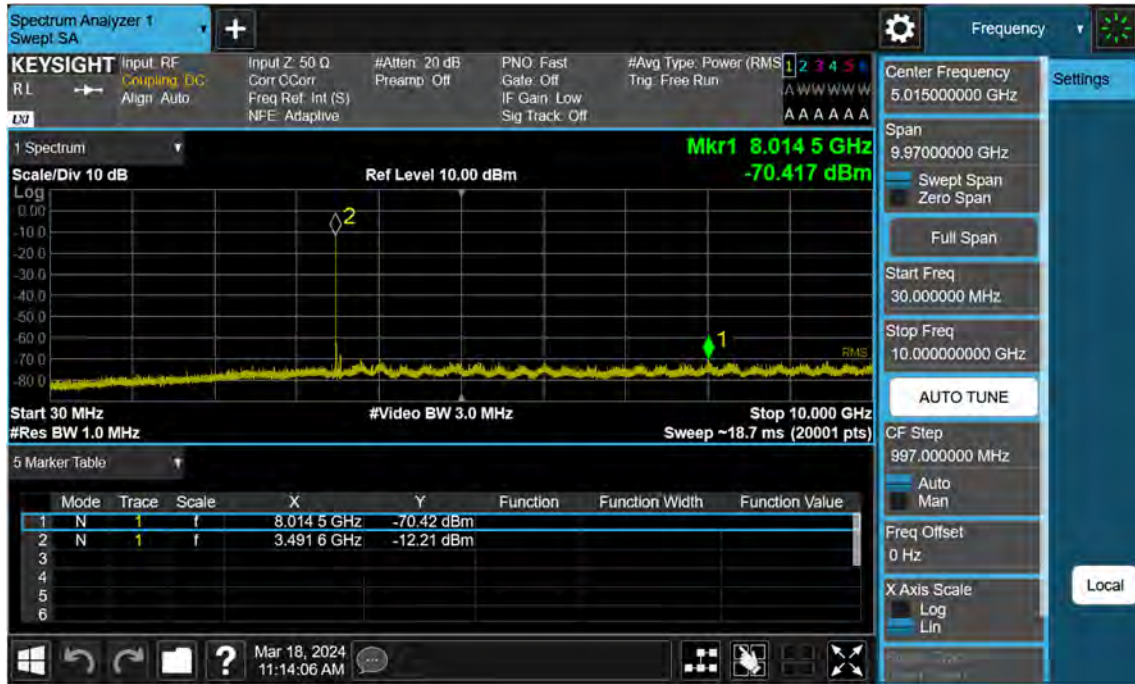 Spectrum Analyzer 1
Swept SA
+
Frequency
KEYSIGHT
RL
LXI
Input: RF
Coupling: DC
Align: Auto
Input Z: 50 Ω
Corr CCorr
Freq Ref: Int (S)
NFE: Adaptive
#Atten: 20 dB
Preamp: Off
PNO: Fast
Gate: Off
IF Gain: Low
Sig Track: Off
#Avg Type: Power (RMS
Trig: Free Run
1 2 3 4 5 6
A W W W W W
A A A A A A
Center Frequency
5.015000000 GHz
Settings
1 Spectrum
Scale/Div 10 dB
Ref Level 10.00 dBm
Mkr1 8.014 5 GHz
-70.417 dBm
Log
0.00
-10.0
-20.0
-30.0
-40.0
-50.0
-60.0
-70.0
-80.0
2
1
RMS
Start 30 MHz
#Res BW 1.0 MHz
#Video BW 3.0 MHz
Stop 10.000 GHz
Sweep ~18.7 ms (20001 pts)
Span
9.97000000 GHz
Swept Span
Zero Span
Full Span
Start Freq
30.000000 MHz
Stop Freq
10.000000000 GHz
AUTO TUNE
CF Step
997.000000 MHz
Auto
Man
Freq Offset
0 Hz
X Axis Scale
Log
Lin
Local
5 Marker Table
Mode Trace Scale X Y Function Function Width Function Value
1 N 1 f 8.014 5 GHz -70.42 dBm
2 N 1 f 3.491 6 GHz -12.21 dBm
3
4
5
6
?
Mar 18, 2024
11:14:06 AM